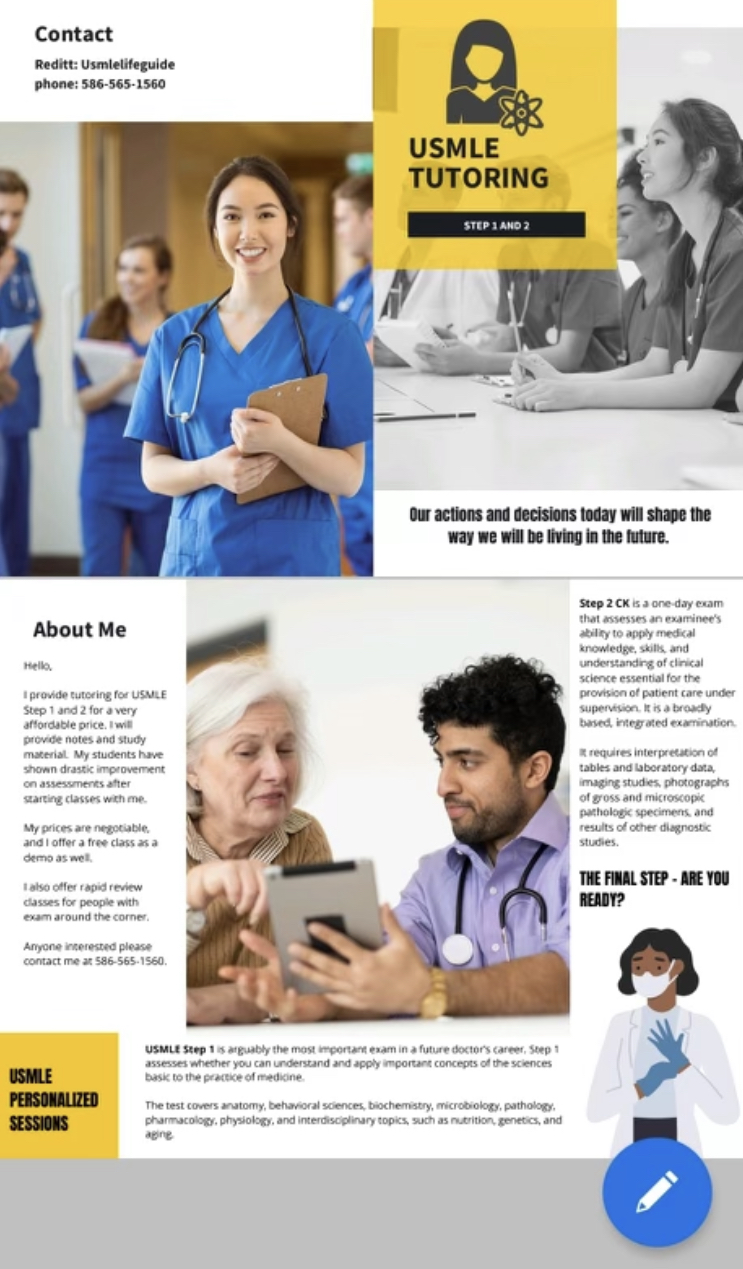 Contact
Reditt: Usmlelifeguide
phone: 586-565-1560
USMLE
TUTORING
STEP 1 AND 2
Our actions and decisions today will shape the
way we will be living in the future.
About Me
Hello,
I provide tutoring for USMLE
Step 1 and 2 for a very
affordable price. I will
provide notes and study
material. My students have
shown drastic improvement
on assessments after
starting classes with me.
My prices are negotiable,
and I offer a free class as a
demo as well.
I also offer rapid review
classes for people with
exam around the corner.
Anyone interested please
contact me at 586-565-1560.
Step 2 CK is a one-day exam
that assesses an examinee's
ability to apply medical
knowledge, skills, and
understanding of clinical
science essential for the
provision of patient care under
supervision. It is a broadly
based, integrated examination.
It requires interpretation of
tables and laboratory data,
imaging studies, photographs
of gross and microscopic
pathologic specimens, and
results of other diagnostic
studies.
THE FINAL STEP - ARE YOU
READY?
USMLE
PERSONALIZED
SESSIONS
USMLE Step 1 is arguably the most important exam in a future doctor's career. Step 1
assesses whether you can understand and apply important concepts of the sciences
basic to the practice of medicine.
The test covers anatomy, behavioral sciences, biochemistry, microbiology, pathology,
pharmacology, physiology, and interdisciplinary topics, such as nutrition, genetics, and
aging.